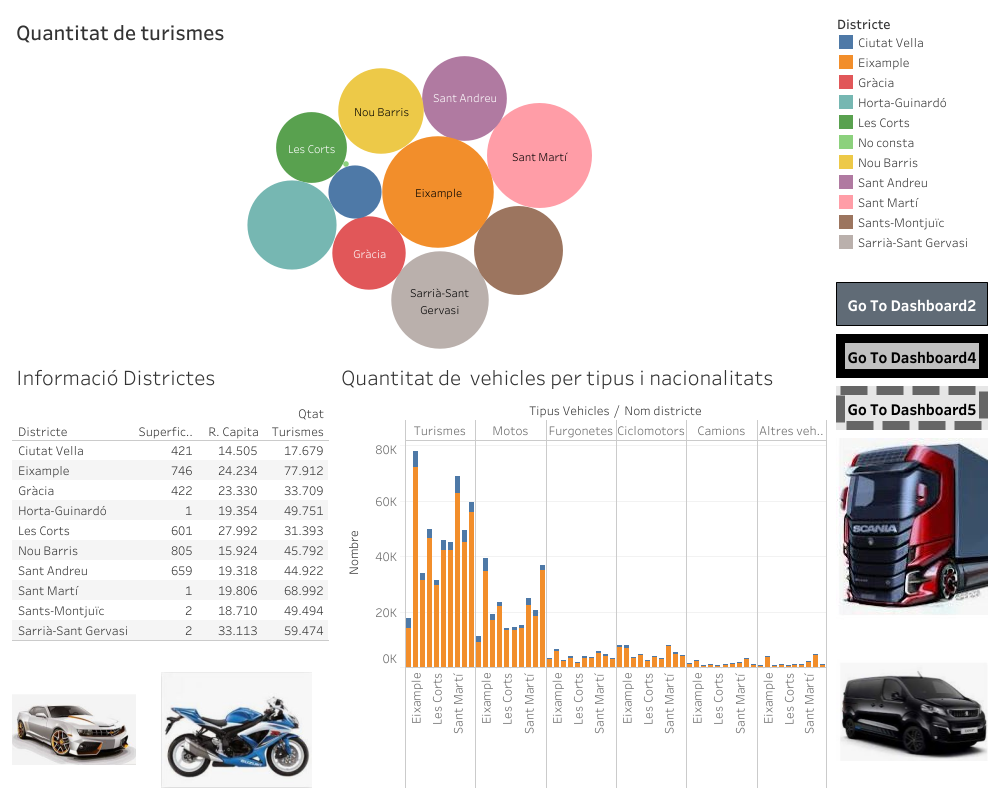 Quantitat de turismes
Sant Andreu
Nou Barris
Les Corts
Sant Martí
Eixample
Gràcia
Sarrià-Sant
Gervasi
Districte
Ciutat Vella
Eixample
Gràcia
Horta-Guinardó
Les Corts
No consta
Nou Barris
Sant Andreu
Sant Martí
Sants-Montjuïc
Sarrià-Sant Gervasi
Go To Dashboard2
Go To Dashboard4
Go To Dashboard5
SCANIA
Informació Districtes
Qtat
Districte Superfic.. R. Capita Turismes
Ciutat Vella 421 14.505 17.679
Eixample 746 24.234 77.912
Gràcia 422 23.330 33.709
Horta-Guinardó 1 19.354 49.751
Les Corts 601 27.992 31.393
Nou Barris 805 15.924 45.792
Sant Andreu 659 19.318 44.922
Sant Martí 1 19.806 68.992
Sants-Montjuïc 2 18.710 49.494
Sarrià-Sant Gervasi 2 33.113 59.474
Quantitat de vehicles per tipus i nacionalitats
Tipus Vehicles / Nom districte
Turismes Motos Furgonetes Ciclomotors Camions Altres veh..
80K
60K
40K
20K
0K
Nombre
Eixample Les Corts Sant Martí Eixample Les Corts Sant Martí Eixample Les Corts Sant Martí Eixample Les Corts Sant Martí Eixample Les Corts Sant Martí Eixample Les Corts Sant Martí
SUZUKI